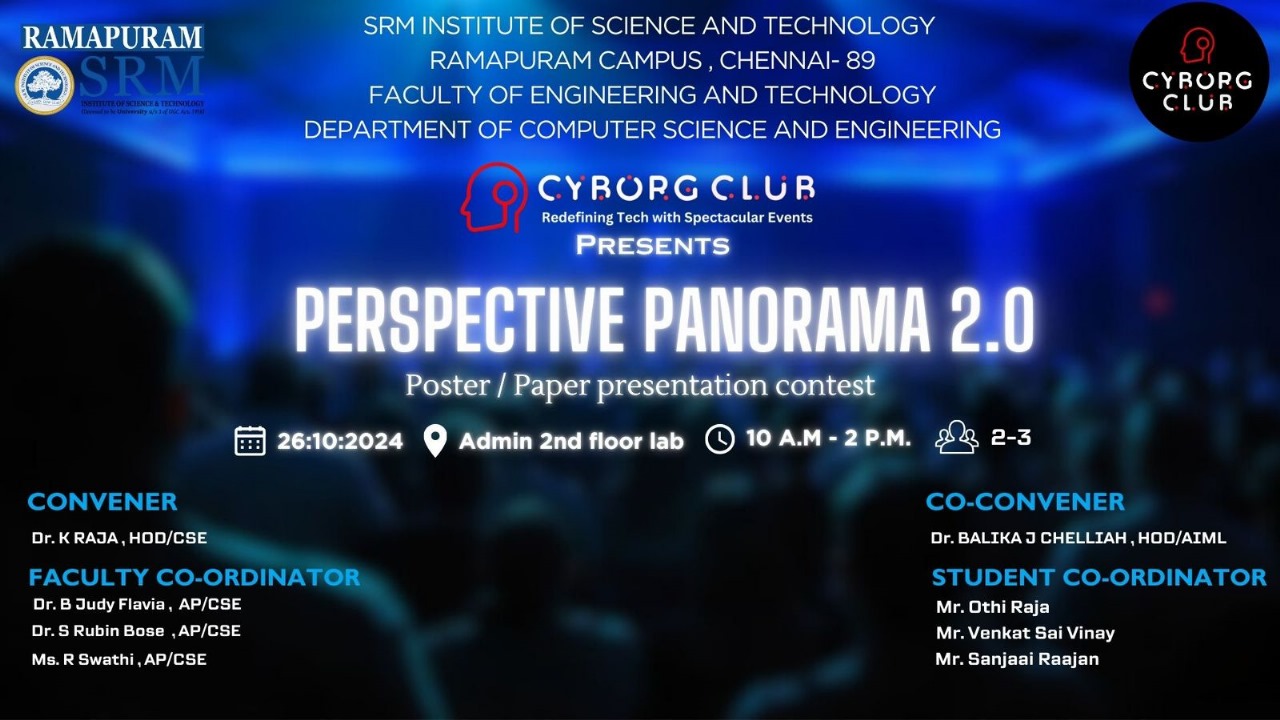 RAMAPURAM
SRM
INSTITUTE OF SCIENCE & TECHNOLOGY
SRM INSTITUTE OF SCIENCE AND TECHNOLOGY
RAMAPURAM CAMPUS , CHENNAI- 89
FACULTY OF ENGINEERING AND TECHNOLOGY
DEPARTMENT OF COMPUTER SCIENCE AND ENGINEERING
CYBORG
CLUB
CYBORG CLUB
Redefining Tech with Spectacular Events
PRESENTS
PERSPECTIVE PANORAMA 2.0
Poster / Paper presentation contest
26:10:2024 Admin 2nd floor lab 10 A.M - 2 P.M. 2-3
CONVENER
Dr. K RAJA , HOD/CSE
FACULTY CO-ORDINATOR
Dr. B Judy Flavia , AP/CSE
Dr. S Rubin Bose , AP/CSE
Ms. R Swathi , AP/CSE
CO-CONVENER
Dr. BALIKA J CHELLIAH , HOD/AIML
STUDENT CO-ORDINATOR
Mr. Othi Raja
Mr. Venkat Sai Vinay
Mr. Sanjaai Raajan